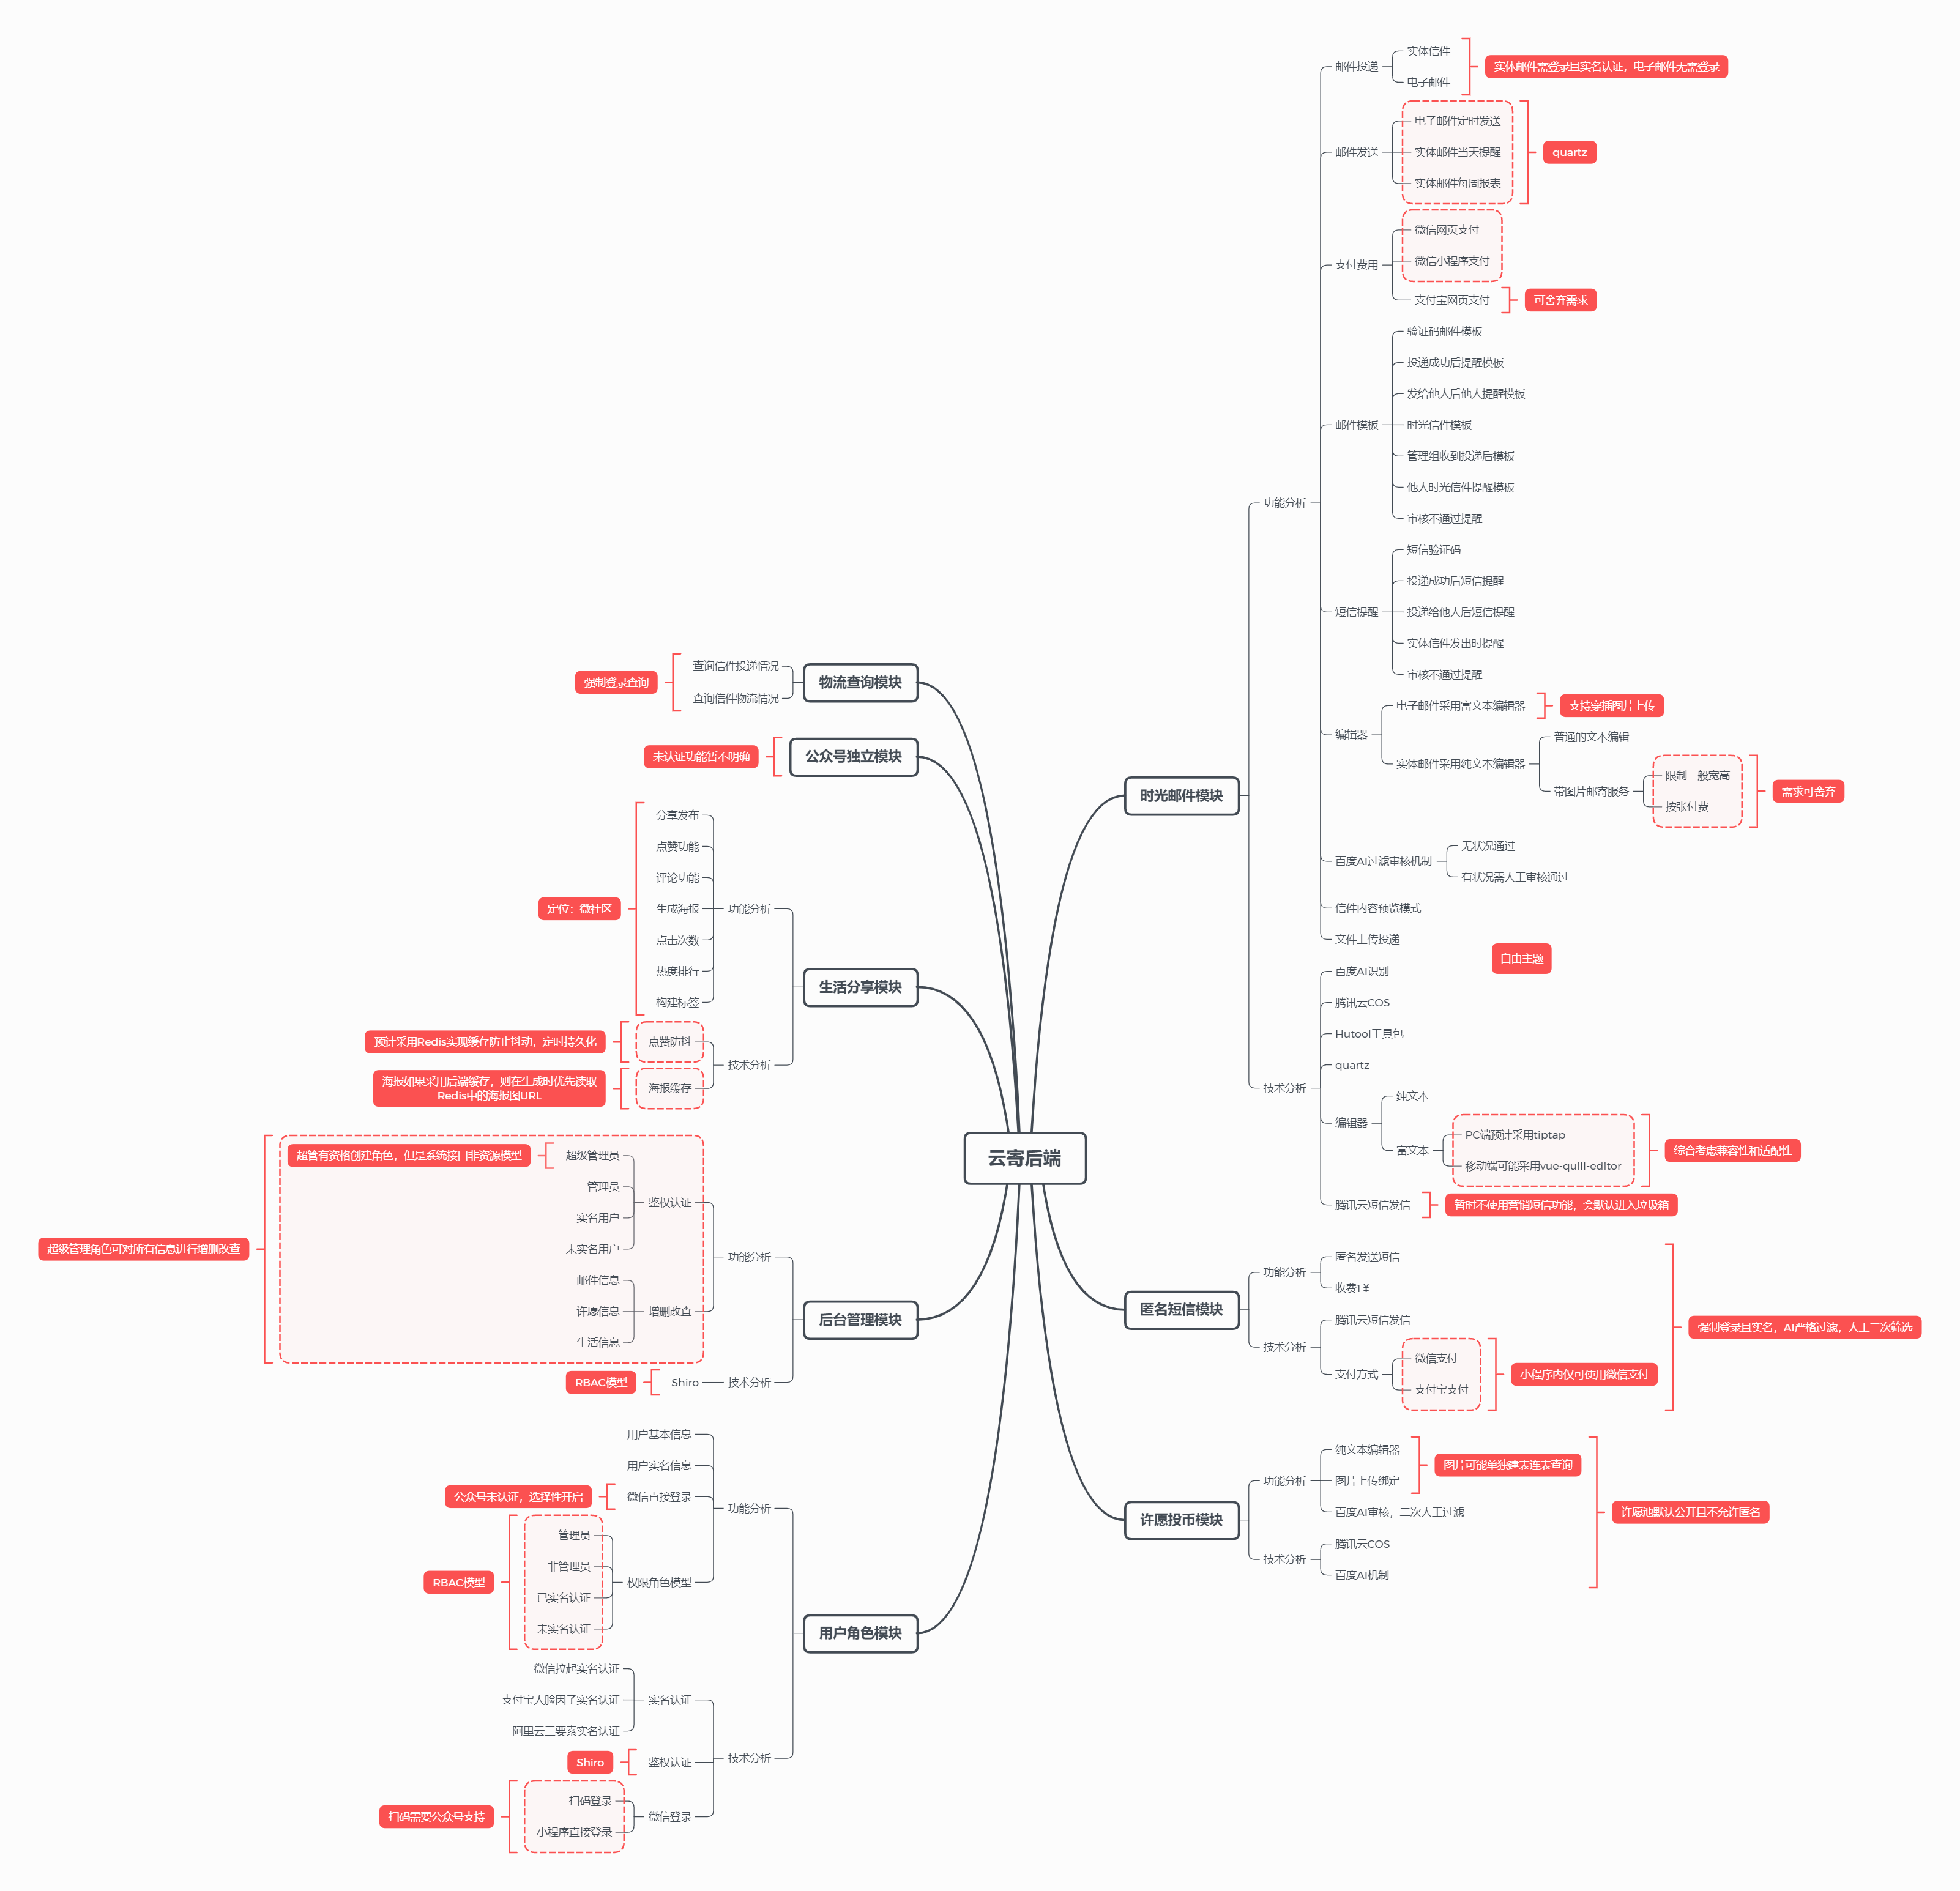 云寄后端
时光邮件模块
功能分析
邮件投递
实体信件
电子邮件
实体邮件需登录且实名认证，电子邮件无需登录
邮件发送
电子邮件定时发送
实体邮件当天提醒
实体邮件每周报表
quartz
支付费用
微信网页支付
微信小程序支付
支付宝网页支付
可舍弃需求
邮件模板
验证码邮件模板
投递成功后提醒模板
发给他人后他人提醒模板
时光信件模板
管理组收到投递后模板
他人时光信件提醒模板
审核不通过提醒
短信提醒
短信验证码
投递成功后短信提醒
投递给他人后短信提醒
实体信件发出时提醒
审核不通过提醒
编辑器
电子邮件采用富文本编辑器
支持穿插图片上传
实体邮件采用纯文本编辑器
普通的文本编辑
带图片邮寄服务
限制一般宽高
按张付费
需求可舍弃
百度AI过滤审核机制
无状况通过
有状况需人工审核通过
信件内容预览模式
文件上传投递
自由主题
技术分析
百度AI识别
腾讯云COS
Hutool工具包
quartz
编辑器
纯文本
富文本
PC端预计采用tiptap
移动端可能采用vue-quill-editor
综合考虑兼容性和适配性
腾讯云短信发信
暂时不使用营销短信功能，会默认进入垃圾箱
匿名短信模块
功能分析
匿名发送短信
收费1￥
技术分析
腾讯云短信发信
支付方式
微信支付
支付宝支付
小程序内仅可使用微信支付
强制登录且实名，AI严格过滤，人工二次筛选
许愿投币模块
功能分析
纯文本编辑器
图片上传绑定
图片可能单独建表连表查询
百度AI审核，二次人工过滤
技术分析
腾讯云COS
百度AI机制
许愿池默认公开且不允许匿名
物流查询模块
查询信件投递情况
查询信件物流情况
强制登录查询
公众号独立模块
未认证功能暂不明确
生活分享模块
功能分析
分享发布
点赞功能
评论功能
生成海报
点击次数
热度排行
构建标签
定位：微社区
技术分析
点赞防抖
预计采用Redis实现缓存防止抖动，定时持久化
海报缓存
海报如果采用后端缓存，则在生成时优先读取
Redis中的海报图URL
后台管理模块
功能分析
鉴权认证
超级管理员
超管有资格创建角色，但是系统接口非资源模型
管理员
实名用户
未实名用户
增删改查
邮件信息
许愿信息
生活信息
超级管理角色可对所有信息进行增删改查
技术分析
Shiro
RBAC模型
用户角色模块
功能分析
用户基本信息
用户实名信息
微信直接登录
公众号未认证，选择性开启
权限角色模型
管理员
非管理员
已实名认证
未实名认证
RBAC模型
技术分析
实名认证
微信拉起实名认证
支付宝人脸因子实名认证
阿里云三要素实名认证
鉴权认证
Shiro
微信登录
扫码登录
小程序直接登录
扫码需要公众号支持